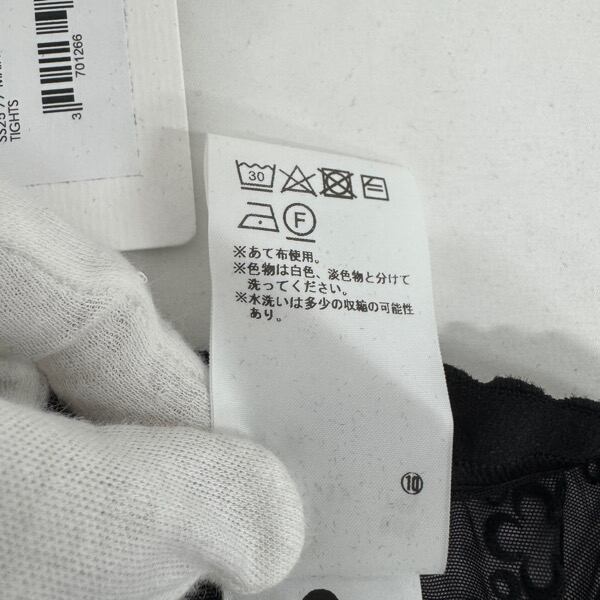 TIGHTS
3 701266
30
F
※あて布使用。
※色物は白色、淡色物と分けて
洗ってください。
※水洗いは多少の収縮の可能性
あり。
⑩